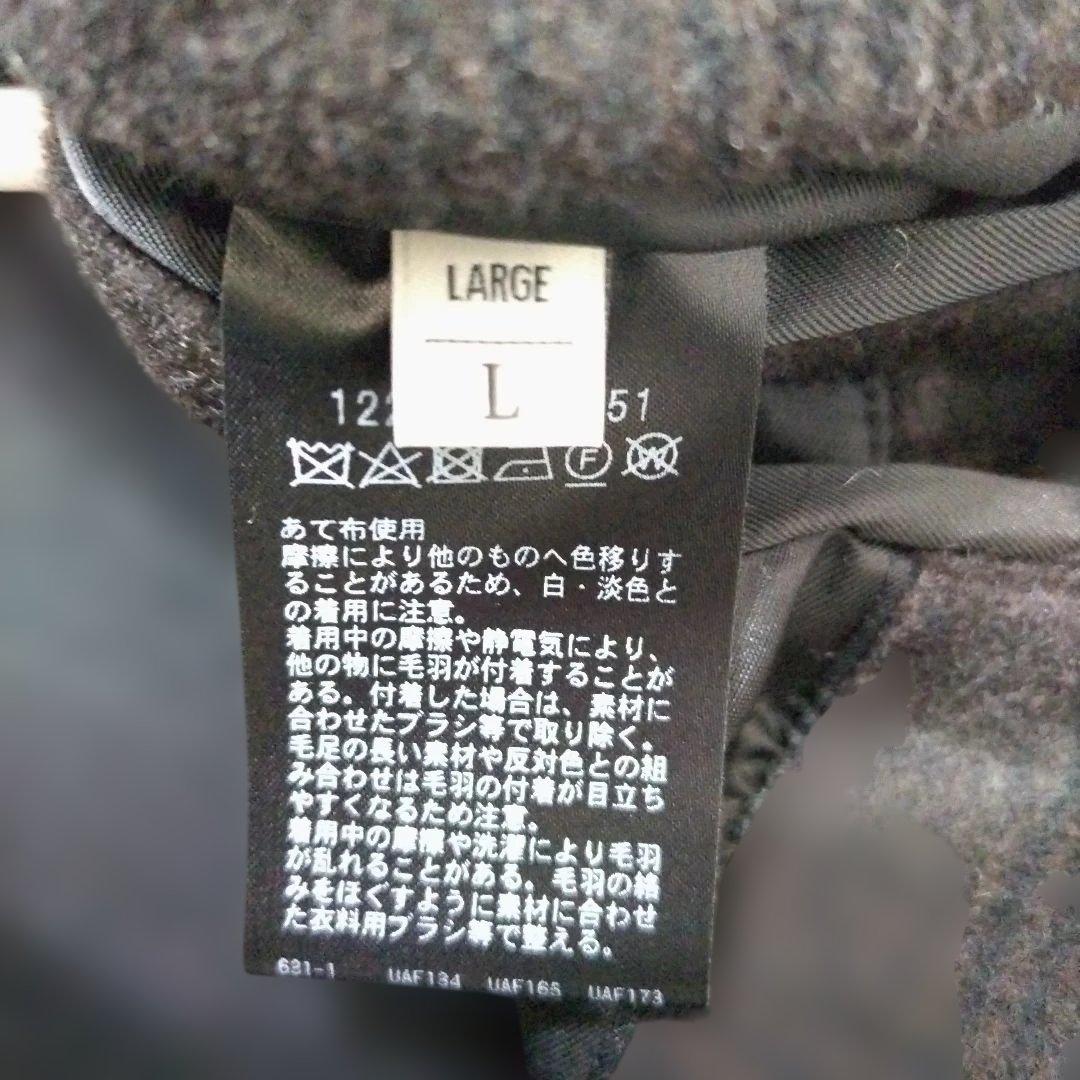 LARGE
L
122 51
F W
あて布使用
摩擦により他のものへ色移りす
ることがあるため、白・淡色と
の着用に注意。
着用中の摩擦や静電気により、
他の物に毛羽が付着することが
ある。付着した場合は、素材に
合わせたブラシ等で取り除く。
毛足の長い素材や反対色との組
み合わせは毛羽の付着が目立ち
やすくなるため注意。
着用中の摩擦や洗濯により毛羽
が乱れることがある。毛羽の絡
みをほぐすように素材に合わせ
た衣料用ブラシ等で整える。
631-1 UAF134 UAF165 UAF173